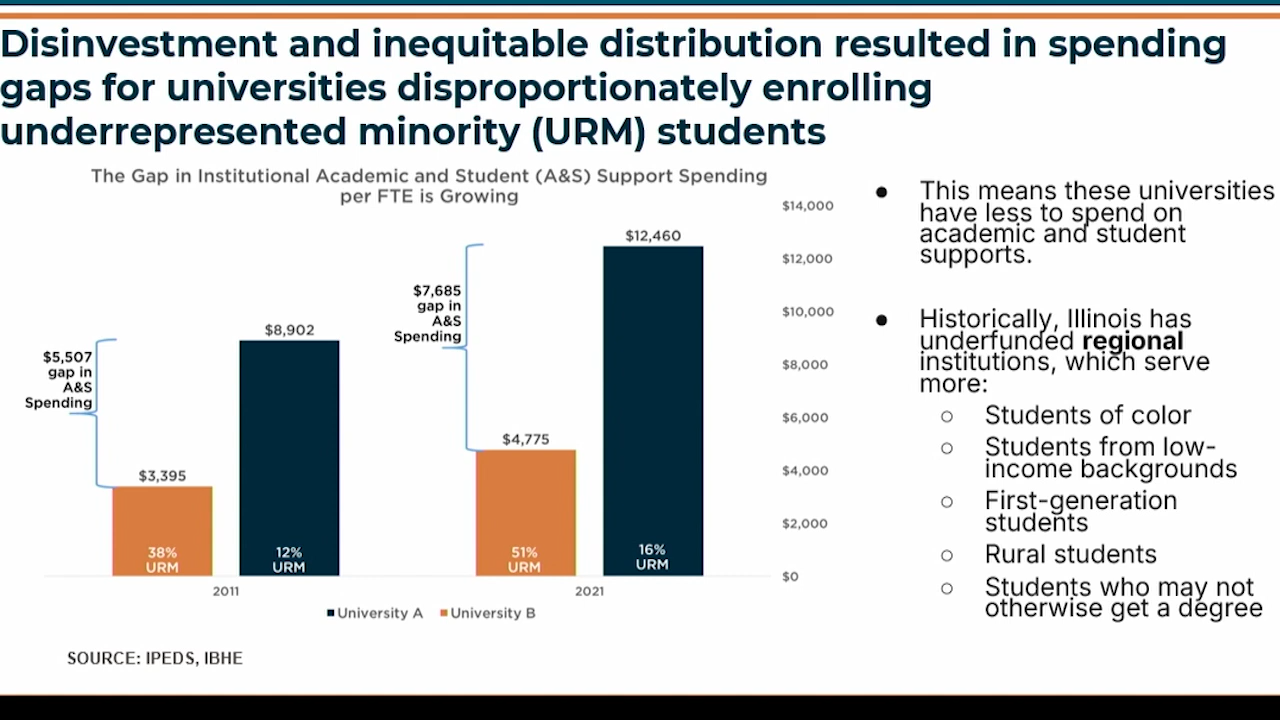 Disinvestment and inequitable distribution resulted in spending
gaps for universities disproportionately enrolling
underrepresented minority (URM) students
The Gap in Institutional Academic and Student (A&S) Support Spending
per FTE is Growing
$14,000
$12,000
$10,000
$8,000
$6,000
$4,000
$2,000
$0
$5,507
gap in
A&S
Spending
$3,395
38%
URM
$8,902
12%
URM
$7,685
gap in
A&S
Spending
$4,775
51%
URM
$12,460
16%
URM
2011
2021
University A
University B
SOURCE: IPEDS, IBHE
● This means these universities
have less to spend on
academic and student
supports.
● Historically, Illinois has
underfunded regional
institutions, which serve
more:
○ Students of color
○ Students from low-
income backgrounds
○ First-generation
students
○ Rural students
○ Students who may not
otherwise get a degree